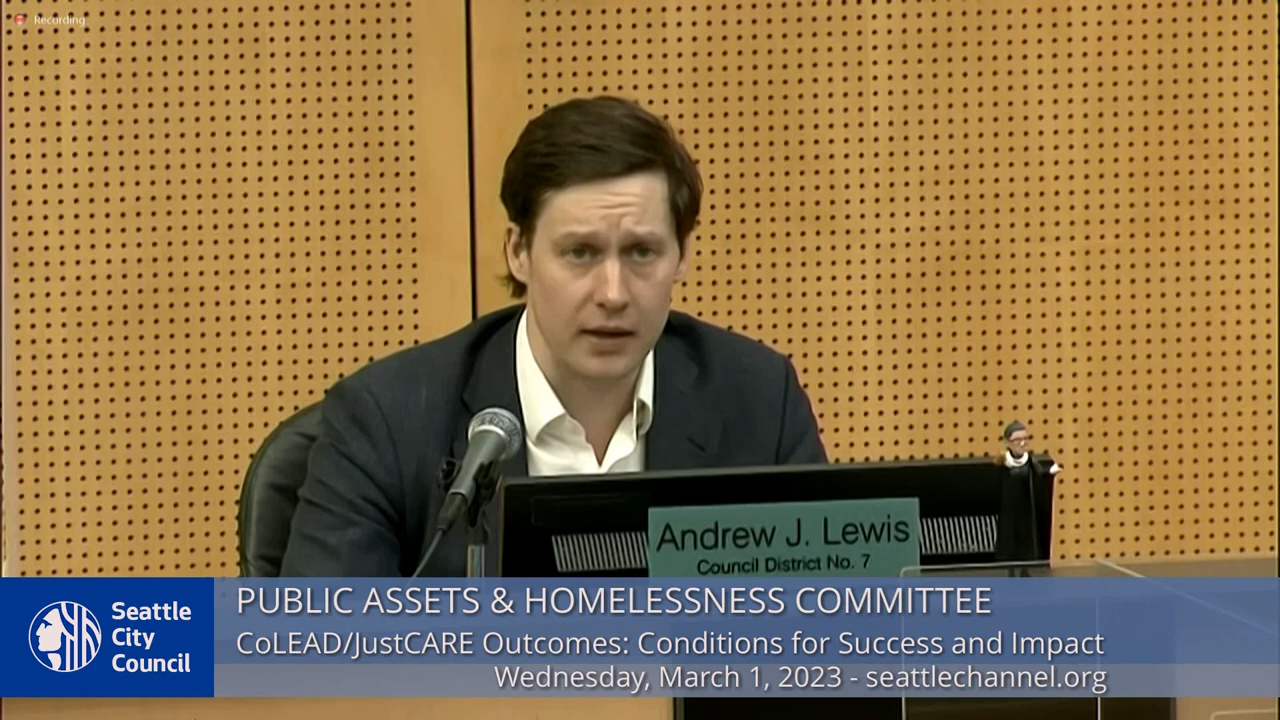 Recording
Andrew J. Lewis
Council District No. 7
Seattle
City
Council
PUBLIC ASSETS & HOMELESSNESS COMMITTEE
CoLEAD/JustCARE Outcomes: Conditions for Success and Impact
Wednesday, March 1, 2023 - seattlechannel.org